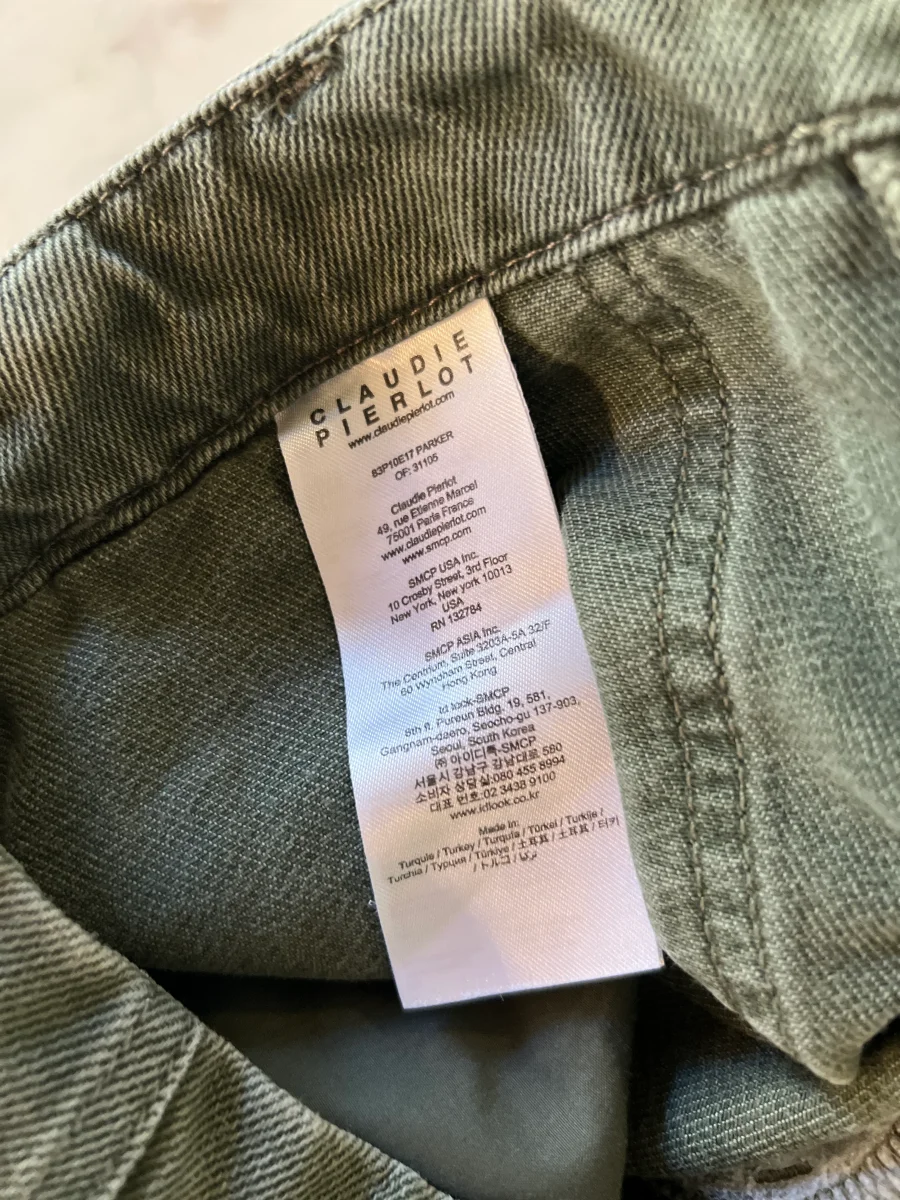 CLAUDIE
PIERLOT
www.claudiepierlot.com
83P10E17 PARKER
OF: 31105
Claudie Pierlot
49, rue Etienne Marcel
75001 Paris France
www.claudiepierlot.com
www.smcp.com
SMCP USA Inc.
10 Crosby Street, 3rd Floor
New York, New york 10013
USA
RN 132784
SMCP ASIA Inc.
The Centrium, Suite 3203A-5A 32/F
60 Wyndham Street, Central
Hong Kong
Id look-SMCP
8th fl. Pureun Bldg, 19, 581,
Gangnam-daero, Seocho-gu 137-903,
Seoul, South Korea
㈜ 아이디룩-SMCP
서울시 강남구 강남대로 580
소비자 상담실:080 455 8994
대표 번호:02 3438 9100
www.idlook.co.kr
Made in:
Turquie / Turkey / Turquía / Türkei / Turkije /
Turchia / Турция / Türkiye / 土耳其 / 土耳其 / 터키
/ トルコ /